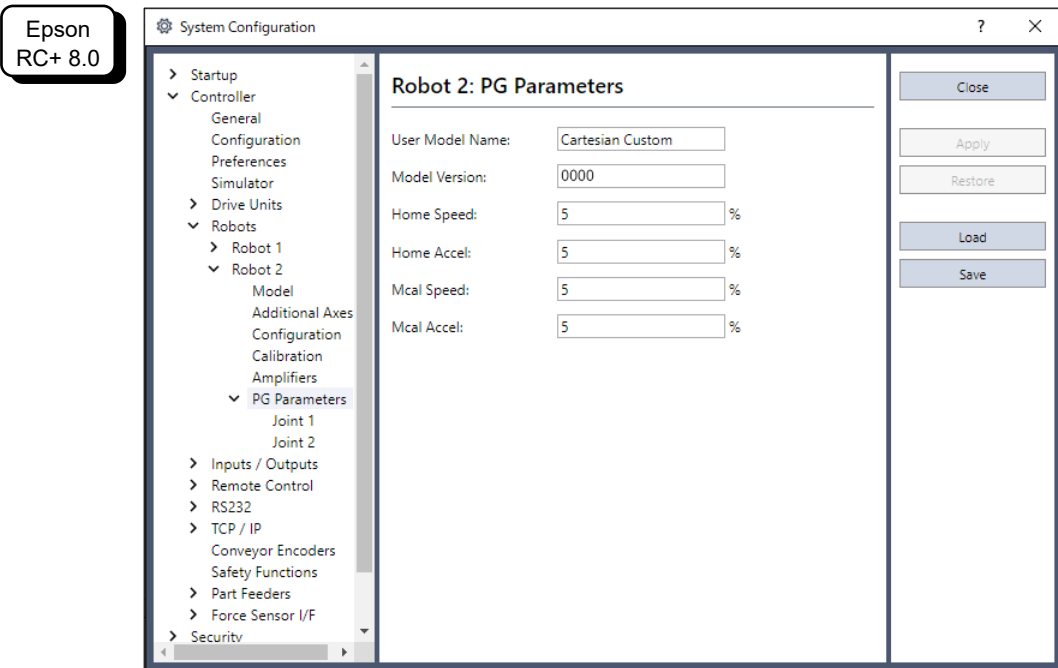 Epson
RC+ 8.0
System Configuration
?
Startup
Controller
General
Configuration
Preferences
Simulator
Drive Units
Robots
Robot 1
Robot 2
Model
Additional Axes
Configuration
Calibration
Amplifiers
PG Parameters
Joint 1
Joint 2
Inputs / Outputs
Remote Control
RS232
TCP / IP
Conveyor Encoders
Safety Functions
Part Feeders
Force Sensor I/F
Security
Robot 2: PG Parameters
User Model Name: Cartesian Custom
Model Version: 0000
Home Speed: 5 %
Home Accel: 5 %
Mcal Speed: 5 %
Mcal Accel: 5 %
Close
Apply
Restore
Load
Save